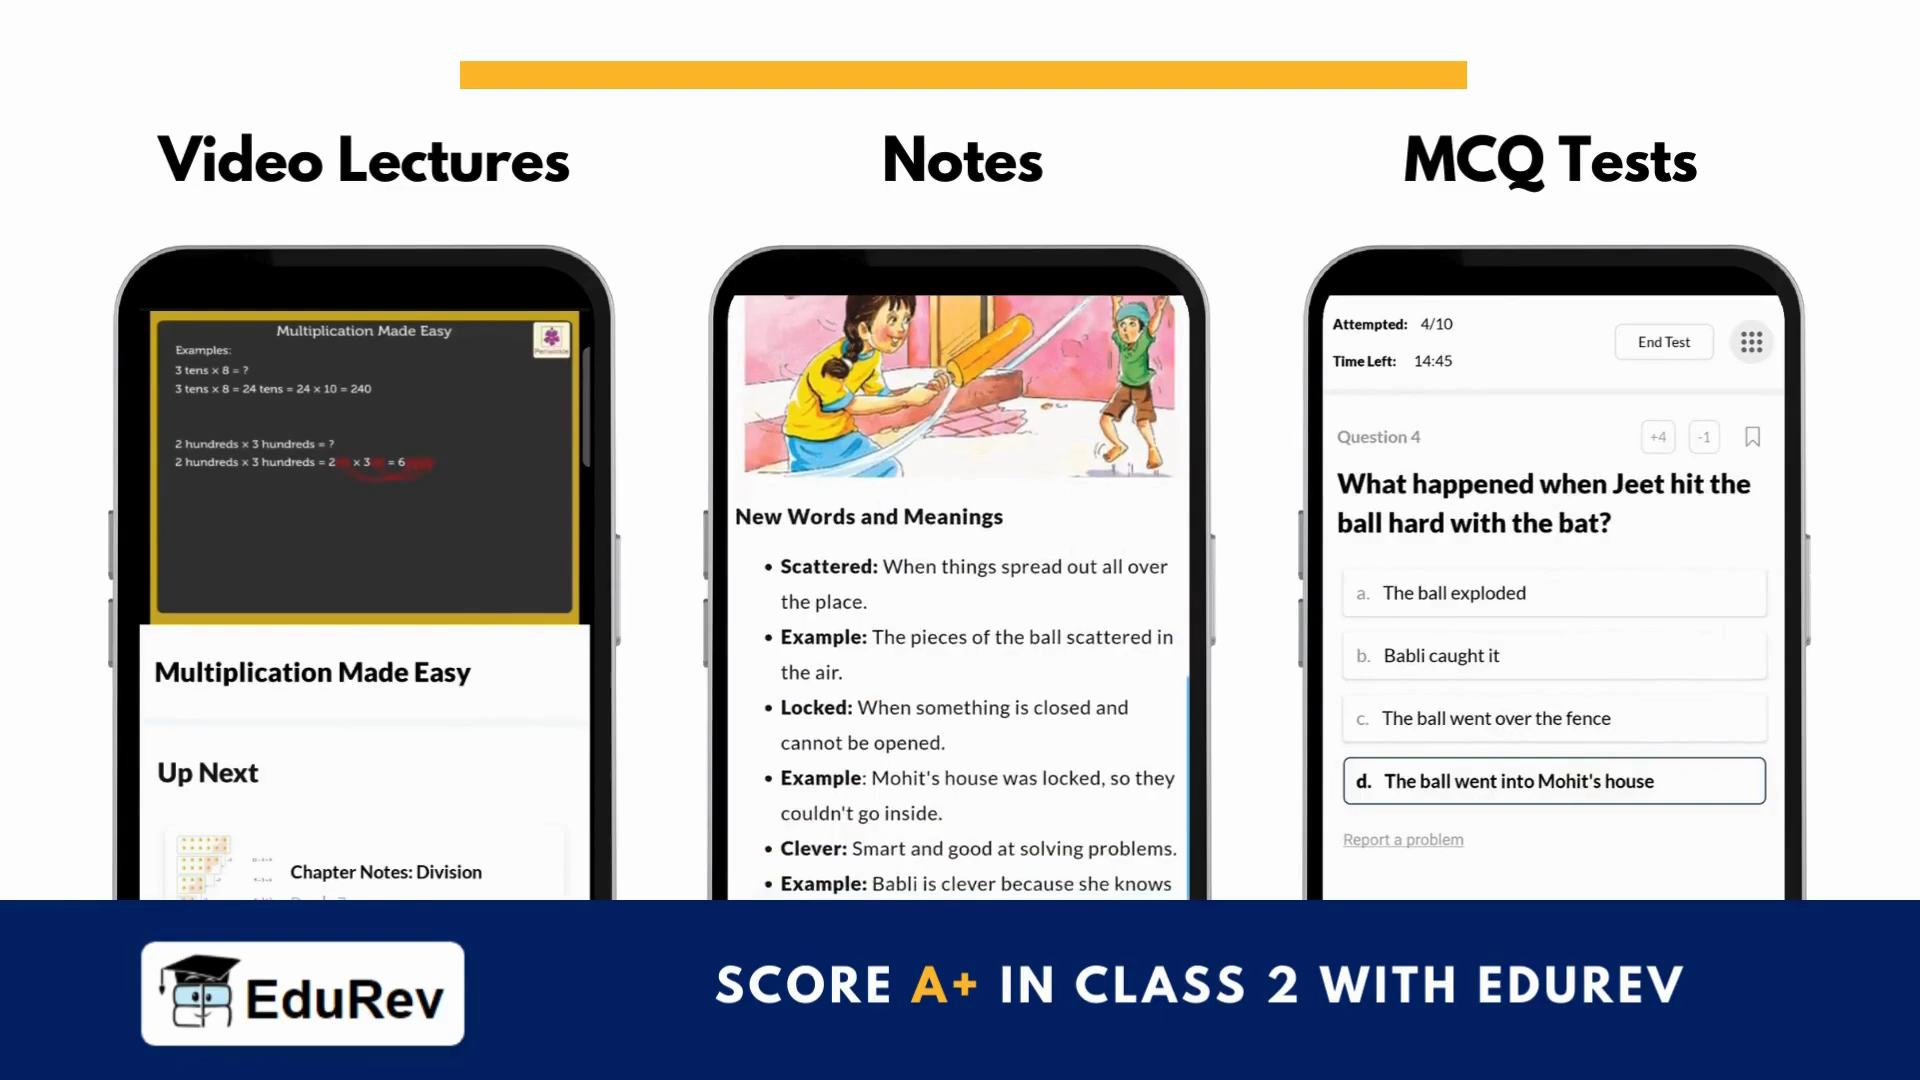 Video Lectures
Notes
MCQ Tests
Multiplication Made Easy
Examples:
3 tens × 8 = ?
3 tens × 8 = 24 tens = 24 × 10 = 240
2 hundreds × 3 hundreds = ?
2 hundreds × 3 hundreds = 2 × 3 = 6
Multiplication Made Easy
Up Next
Chapter Notes: Division
New Words and Meanings
• Scattered: When things spread out all over
the place.
• Example: The pieces of the ball scattered in
the air.
• Locked: When something is closed and
cannot be opened.
• Example: Mohit's house was locked, so they
couldn't go inside.
• Clever: Smart and good at solving problems.
• Example: Babli is clever because she knows
Attempted: 4/10
End Test
Time Left: 14:45
Question 4
+4
-1
What happened when Jeet hit the
ball hard with the bat?
a. The ball exploded
b. Babli caught it
c. The ball went over the fence
d. The ball went into Mohit's house
Report a problem
EduRev
SCORE A+ IN CLASS 2 WITH EDUREV